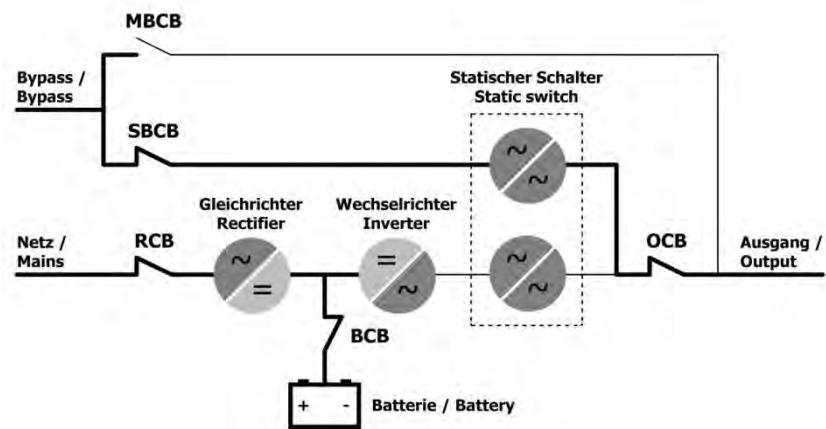 MBCB
Bypass /
Bypass
Statischer Schalter
Static switch
SBCB
~
~
Gleichrichter
Rectifier
Wechselrichter
Inverter
Netz /
Mains
RCB
~
=
=
~
~
~
OCB
Ausgang /
Output
BCB
+ -
Batterie / Battery